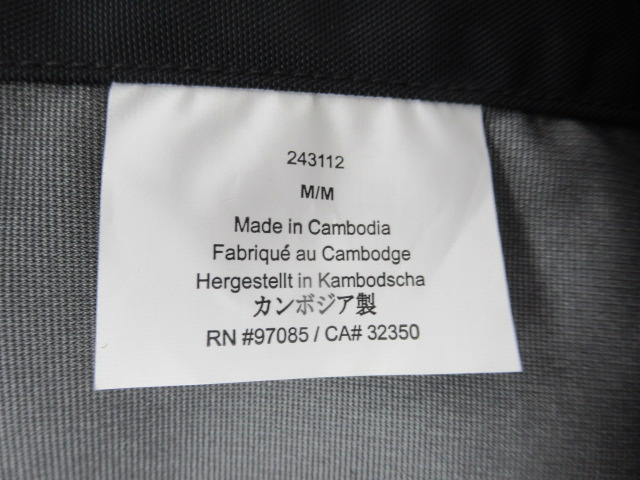 243112
M/M
Made in Cambodia
Fabriqué au Cambodge
Hergestellt in Kambodscha
カンボジア製
RN #97085 / CA# 32350